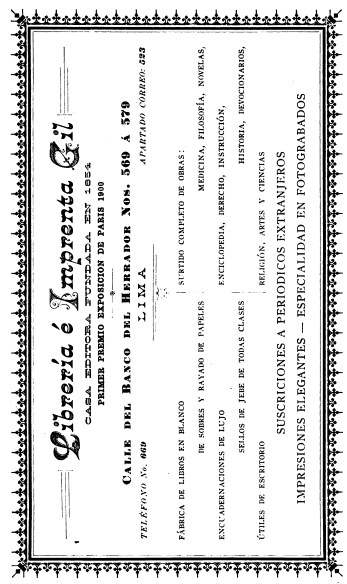 Librería é Imprenta Gil
CASA EDITORA FUNDADA EN 1854
PRIMER PREMIO EXPOSICION DE PARIS 1900
CALLE DEL BANCO DEL HERRADOR NOS. 569 Á 579
TELÉFONO No. 669
LIMA
APARTADO CORREO: 523
FÁBRICA DE LIBROS EN BLANCO
DE SOBRES Y RAYADO DE PAPELES
ENCUADERNACIONES DE LUJO
SELLOS DE JEBE DE TODAS CLASES
ÚTILES DE ESCRITORIO
SURTIDO COMPLETO DE OBRAS:
MEDICINA, FILOSOFÍA, NOVELAS,
ENCICLOPEDIA, DERECHO, INSTRUCCIÓN,
HISTORIA, DEVOCIONARIOS,
RELIGIÓN, ARTES Y CIENCIAS
SUSCRICIONES A PERIODICOS EXTRANJEROS
IMPRESIONES ELEGANTES — ESPECIALIDAD EN FOTOGRABADOS